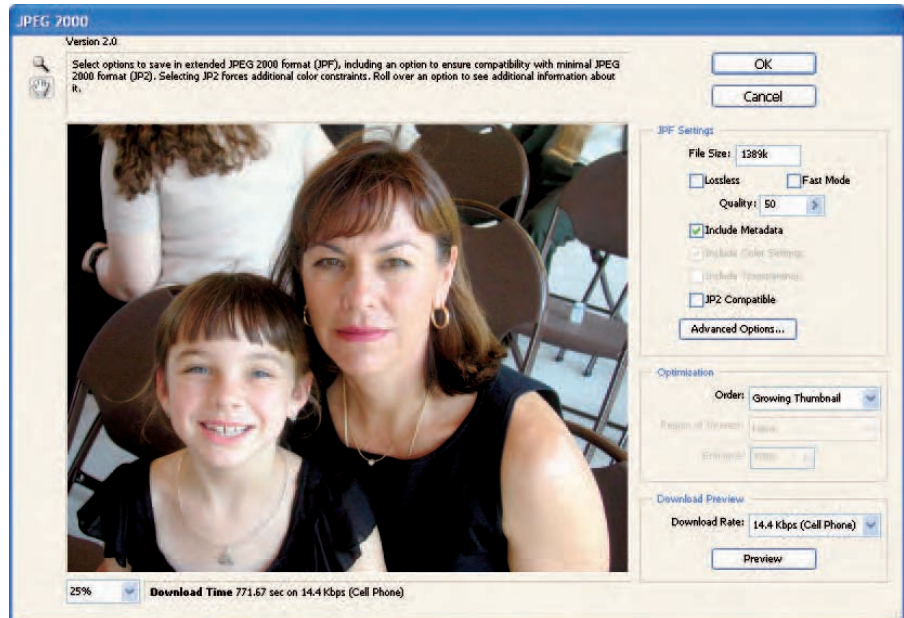 JPEG 2000
Version 2.0
Select options to save in extended JPEG 2000 format (JPF), including an option to ensure compatibility with minimal JPEG
2000 format (JP2). Selecting JP2 forces additional color constraints. Roll over an option to see additional information about
it.
OK
Cancel
JPF Settings
File Size: 1389k
Lossless
Fast Mode
Quality: 50
Include Metadata
Include Color Settings
Include Transparency
JP2 Compatible
Advanced Options...
Optimization
Order: Growing Thumbnail
Region of Interest:
Enhance:
Download Preview
Download Rate: 14.4 Kbps (Cell Phone)
Preview
25%
Download Time 771.67 sec on 14.4 Kbps (Cell Phone)